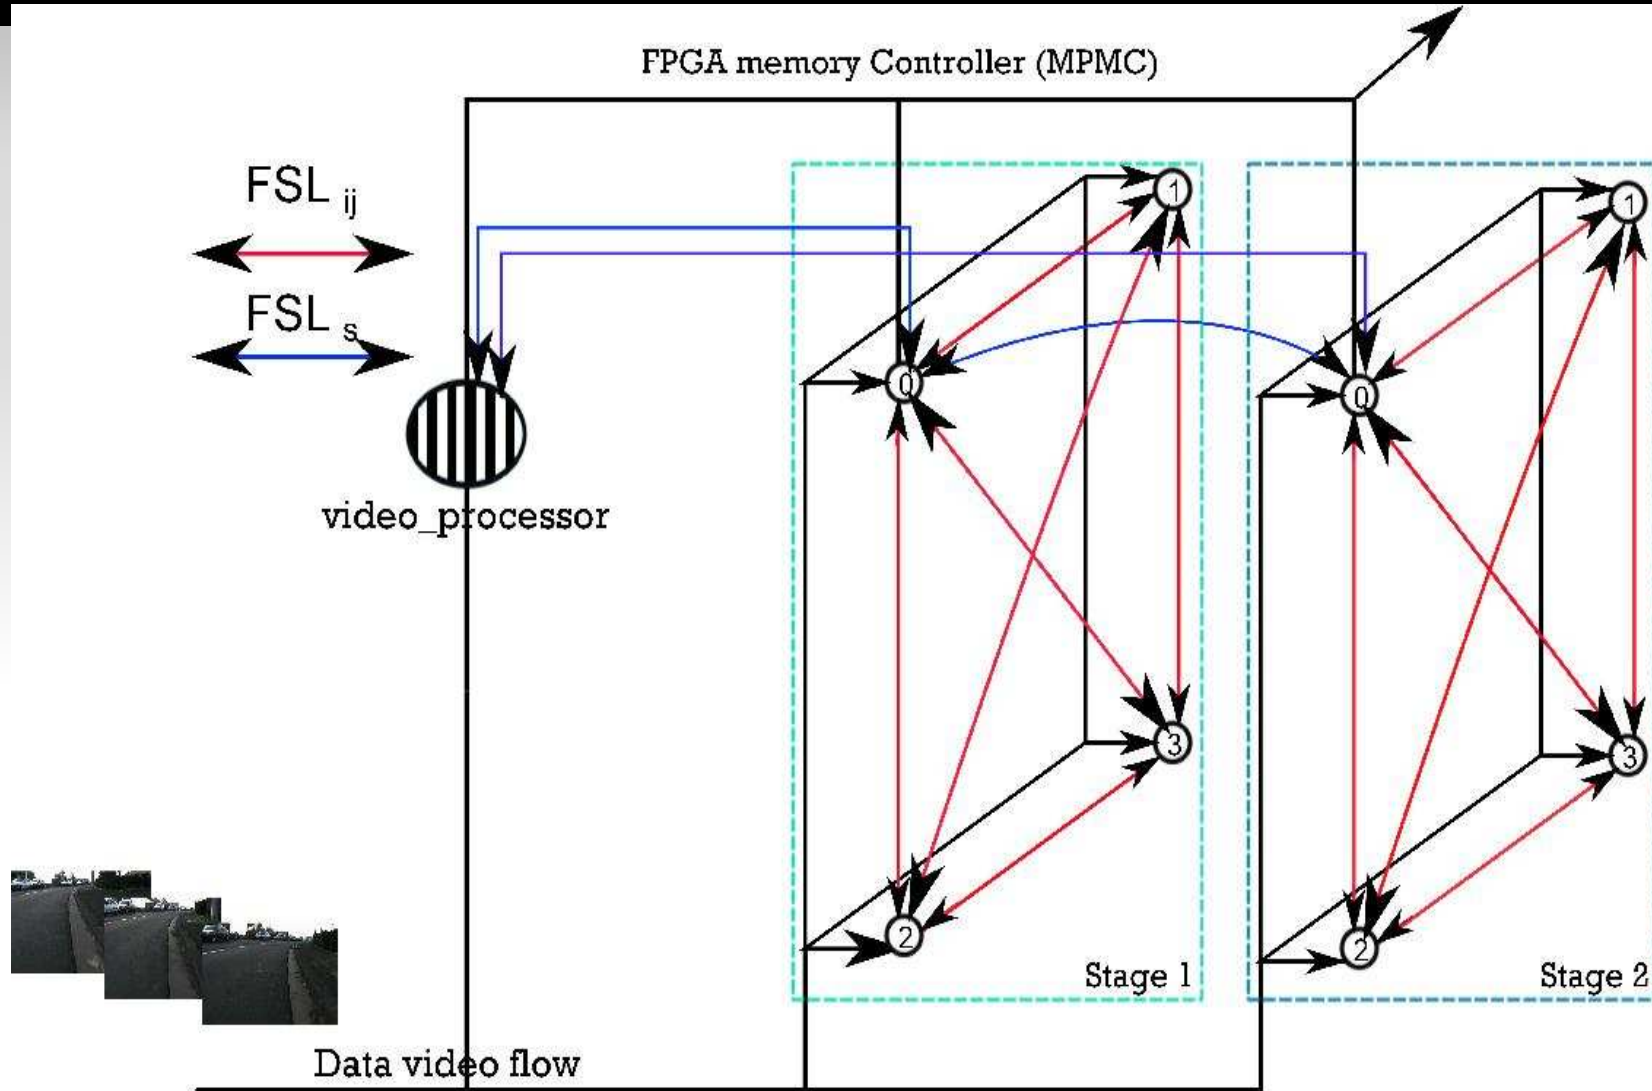 FPGA memory Controller (MPMC)
FSL ij
FSL s
video_processor
1
0
2
3
Stage 1
1
0
2
3
Stage 2
Data video flow